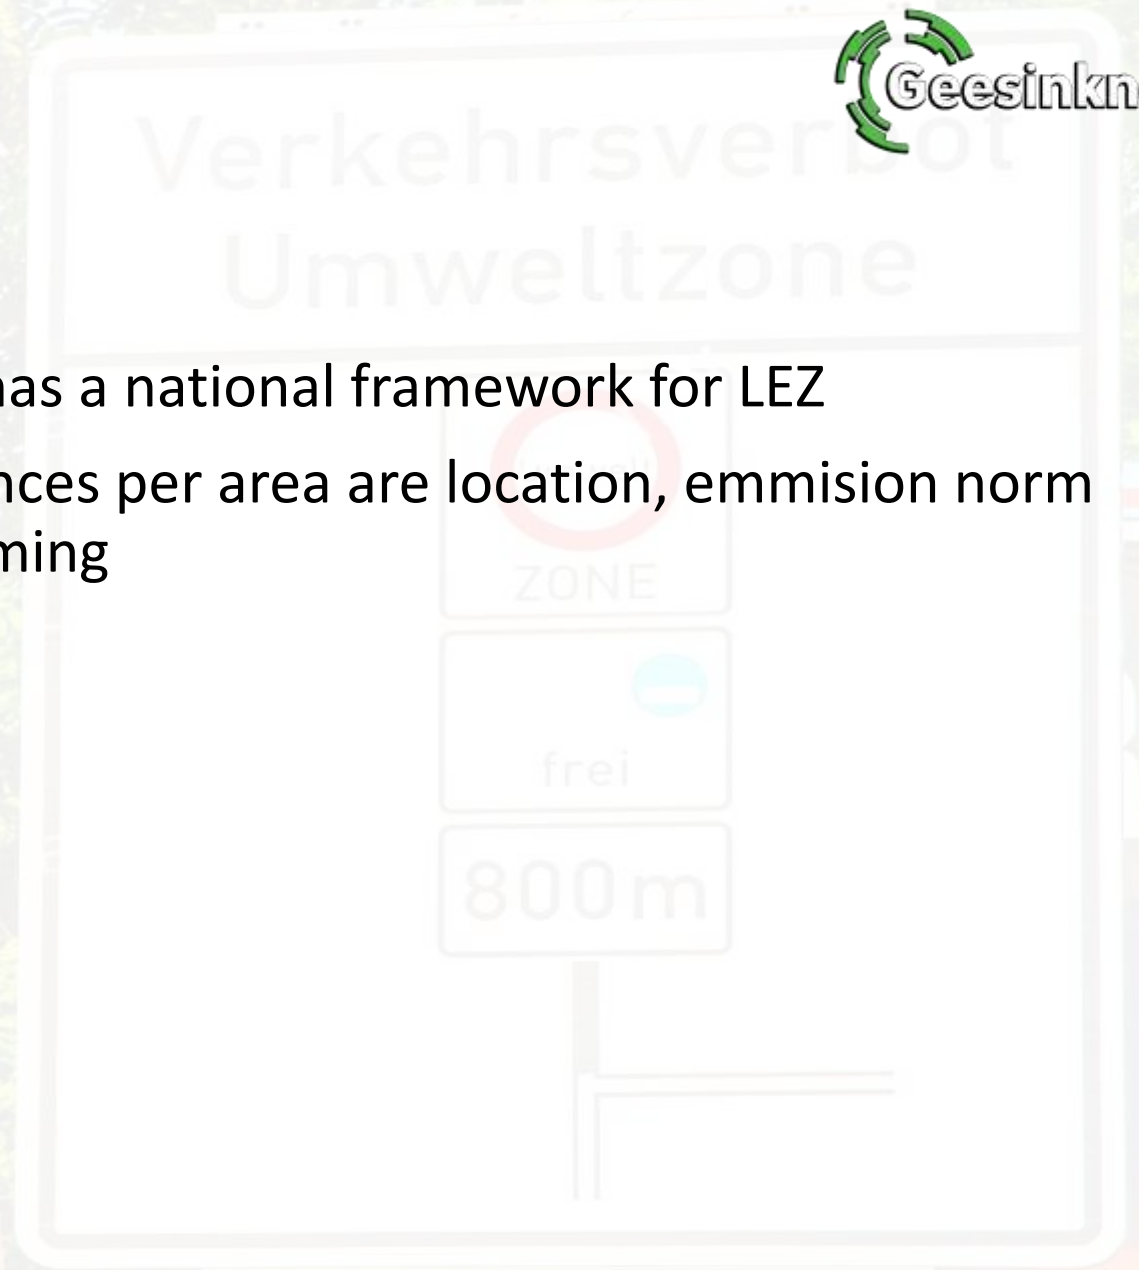 Geesinkn
Verkehrsverbot
Umweltzone
has a national framework for LEZ
nces per area are location, emmision norm
ming
ZONE
frei
800m